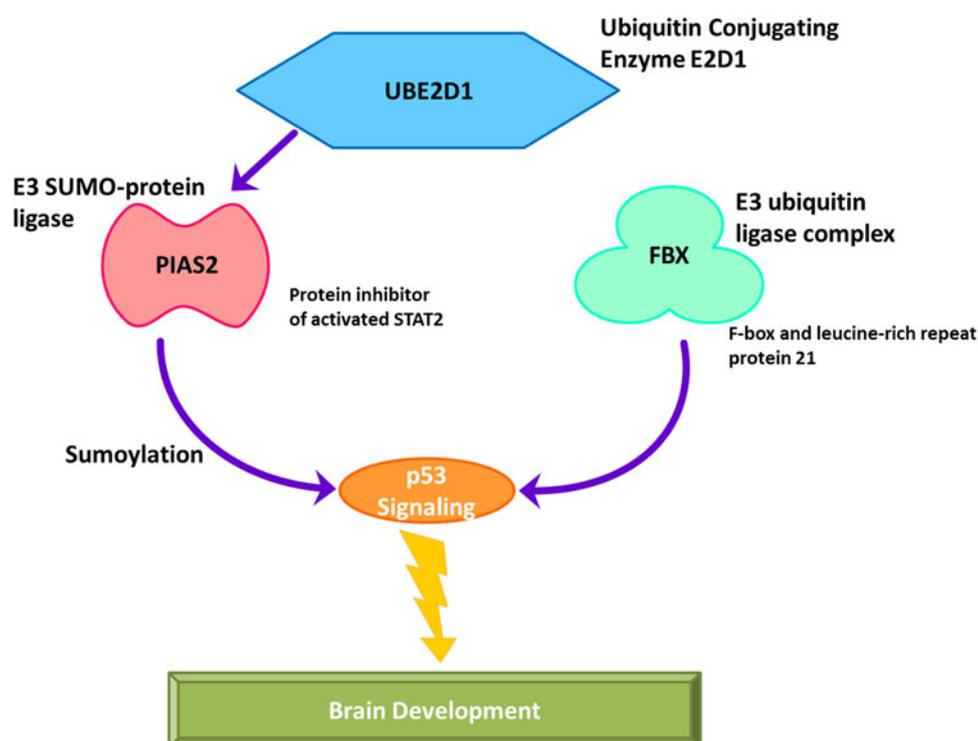 Ubiquitin Conjugating
Enzyme E2D1
UBE2D1
E3 SUMO-protein
ligase
PIAS2
Protein inhibitor
of activated STAT2
E3 ubiquitin
ligase complex
FBX
F-box and leucine-rich repeat
protein 21
Sumoylation
p53
Signaling
Brain Development